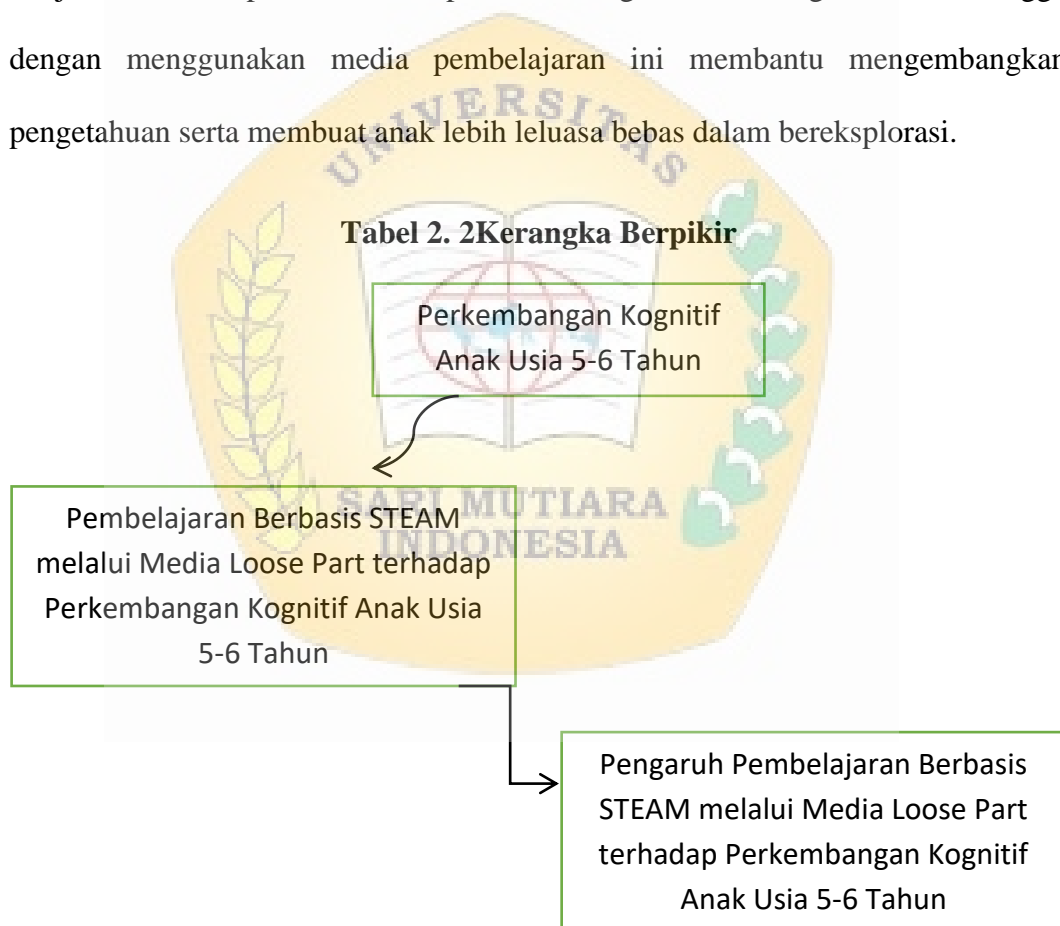 dengan menggunakan media pembelajaran ini membantu mengembangkan
pengetahuan serta membuat anak lebih leluasa bebas dalam bereksplorasi.
UNIVERSITAS
Tabel 2. 2Kerangka Berpikir
Perkembangan Kognitif
Anak Usia 5-6 Tahun
SARI MUTIARA
INDONESIA
Pembelajaran Berbasis STEAM
melalui Media Loose Part terhadap
Perkembangan Kognitif Anak Usia
5-6 Tahun
Pengaruh Pembelajaran Berbasis
STEAM melalui Media Loose Part
terhadap Perkembangan Kognitif
Anak Usia 5-6 Tahun